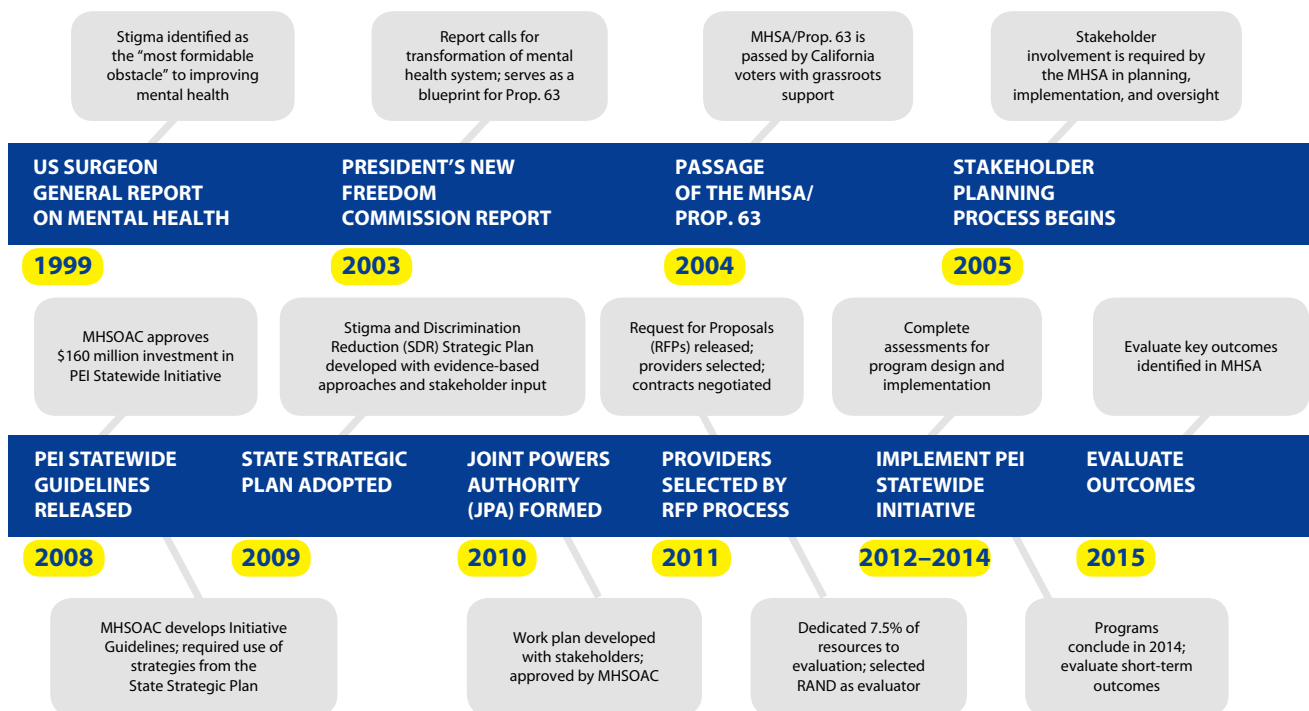 Stigma identified as
the “most formidable
obstacle” to improving
mental health
Report calls for
transformation of mental
health system; serves as a
blueprint for Prop. 63
MHSA/Prop. 63 is
passed by California
voters with grassroots
support
Stakeholder
involvement is required by
the MHSA in planning,
implementation, and oversight
US SURGEON
GENERAL REPORT
ON MENTAL HEALTH
PRESIDENT’S NEW
FREEDOM
COMMISSION REPORT
PASSAGE
OF THE MHSA/
PROP. 63
STAKEHOLDER
PLANNING
PROCESS BEGINS
1999
2003
2004
2005
MHSOAC approves
$160 million investment in
PEI Statewide Initiative
Stigma and Discrimination
Reduction (SDR) Strategic Plan
developed with evidence-based
approaches and stakeholder input
Request for Proposals
(RFPs) released;
providers selected;
contracts negotiated
Complete
assessments for
program design and
implementation
Evaluate key outcomes
identified in MHSA
PEI STATEWIDE
GUIDELINES
RELEASED
STATE STRATEGIC
PLAN ADOPTED
JOINT POWERS
AUTHORITY
(JPA) FORMED
PROVIDERS
SELECTED BY
RFP PROCESS
IMPLEMENT PEI
STATEWIDE
INITIATIVE
EVALUATE
OUTCOMES
2008
2009
2010
2011
2012–2014
2015
MHSOAC develops Initiative
Guidelines; required use of
strategies from the
State Strategic Plan
Work plan developed
with stakeholders;
approved by MHSOAC
Dedicated 7.5% of
resources to
evaluation; selected
RAND as evaluator
Programs
conclude in 2014;
evaluate short-term
outcomes